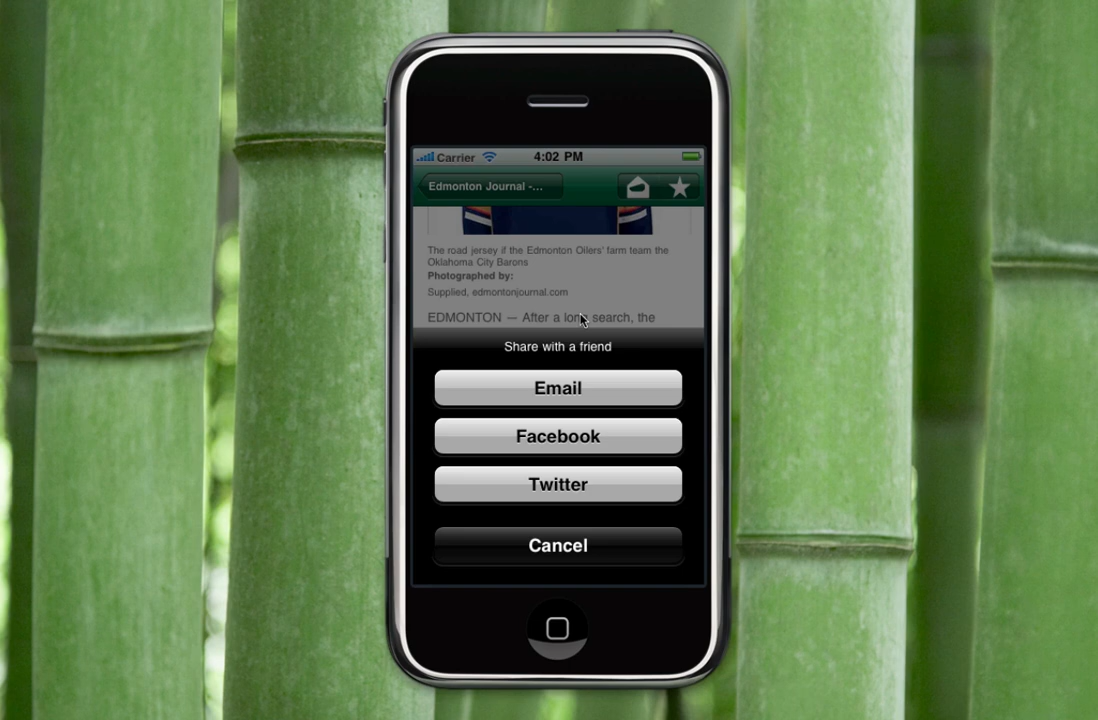 Carrier 4:02 PM
Edmonton Journal -...
The road jersey if the Edmonton Oilers' farm team the
Oklahoma City Barons
Photographed by:
Supplied, edmontonjournal.com
EDMONTON — After a long search, the
Share with a friend
Email
Facebook
Twitter
Cancel